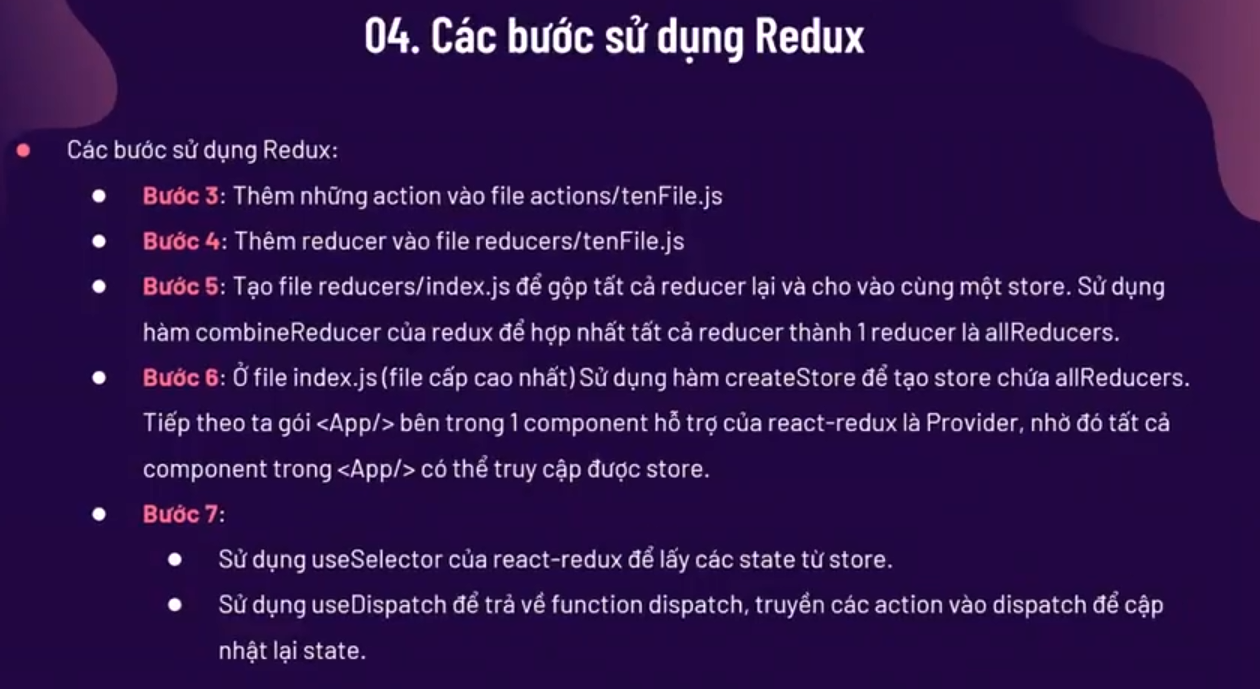 04. Các bước sử dụng Redux
Các bước sử dụng Redux:
Bước 3: Thêm những action vào file actions/tenFile.js
Bước 4: Thêm reducer vào file reducers/tenFile.js
Bước 5: Tạo file reducers/index.js để gộp tất cả reducer lại và cho vào cùng một store. Sử dụng
hàm combineReducer của redux để hợp nhất tất cả reducer thành 1 reducer là allReducers.
Bước 6: Ở file index.js (file cấp cao nhất) Sử dụng hàm createStore để tạo store chứa allReducers.
Tiếp theo ta gói <App/> bên trong 1 component hỗ trợ của react-redux là Provider, nhờ đó tất cả
component trong <App/> có thể truy cập được store.
Bước 7:
Sử dụng useSelector của react-redux để lấy các state từ store.
Sử dụng useDispatch để trả về function dispatch, truyền các action vào dispatch để cập
nhật lại state.